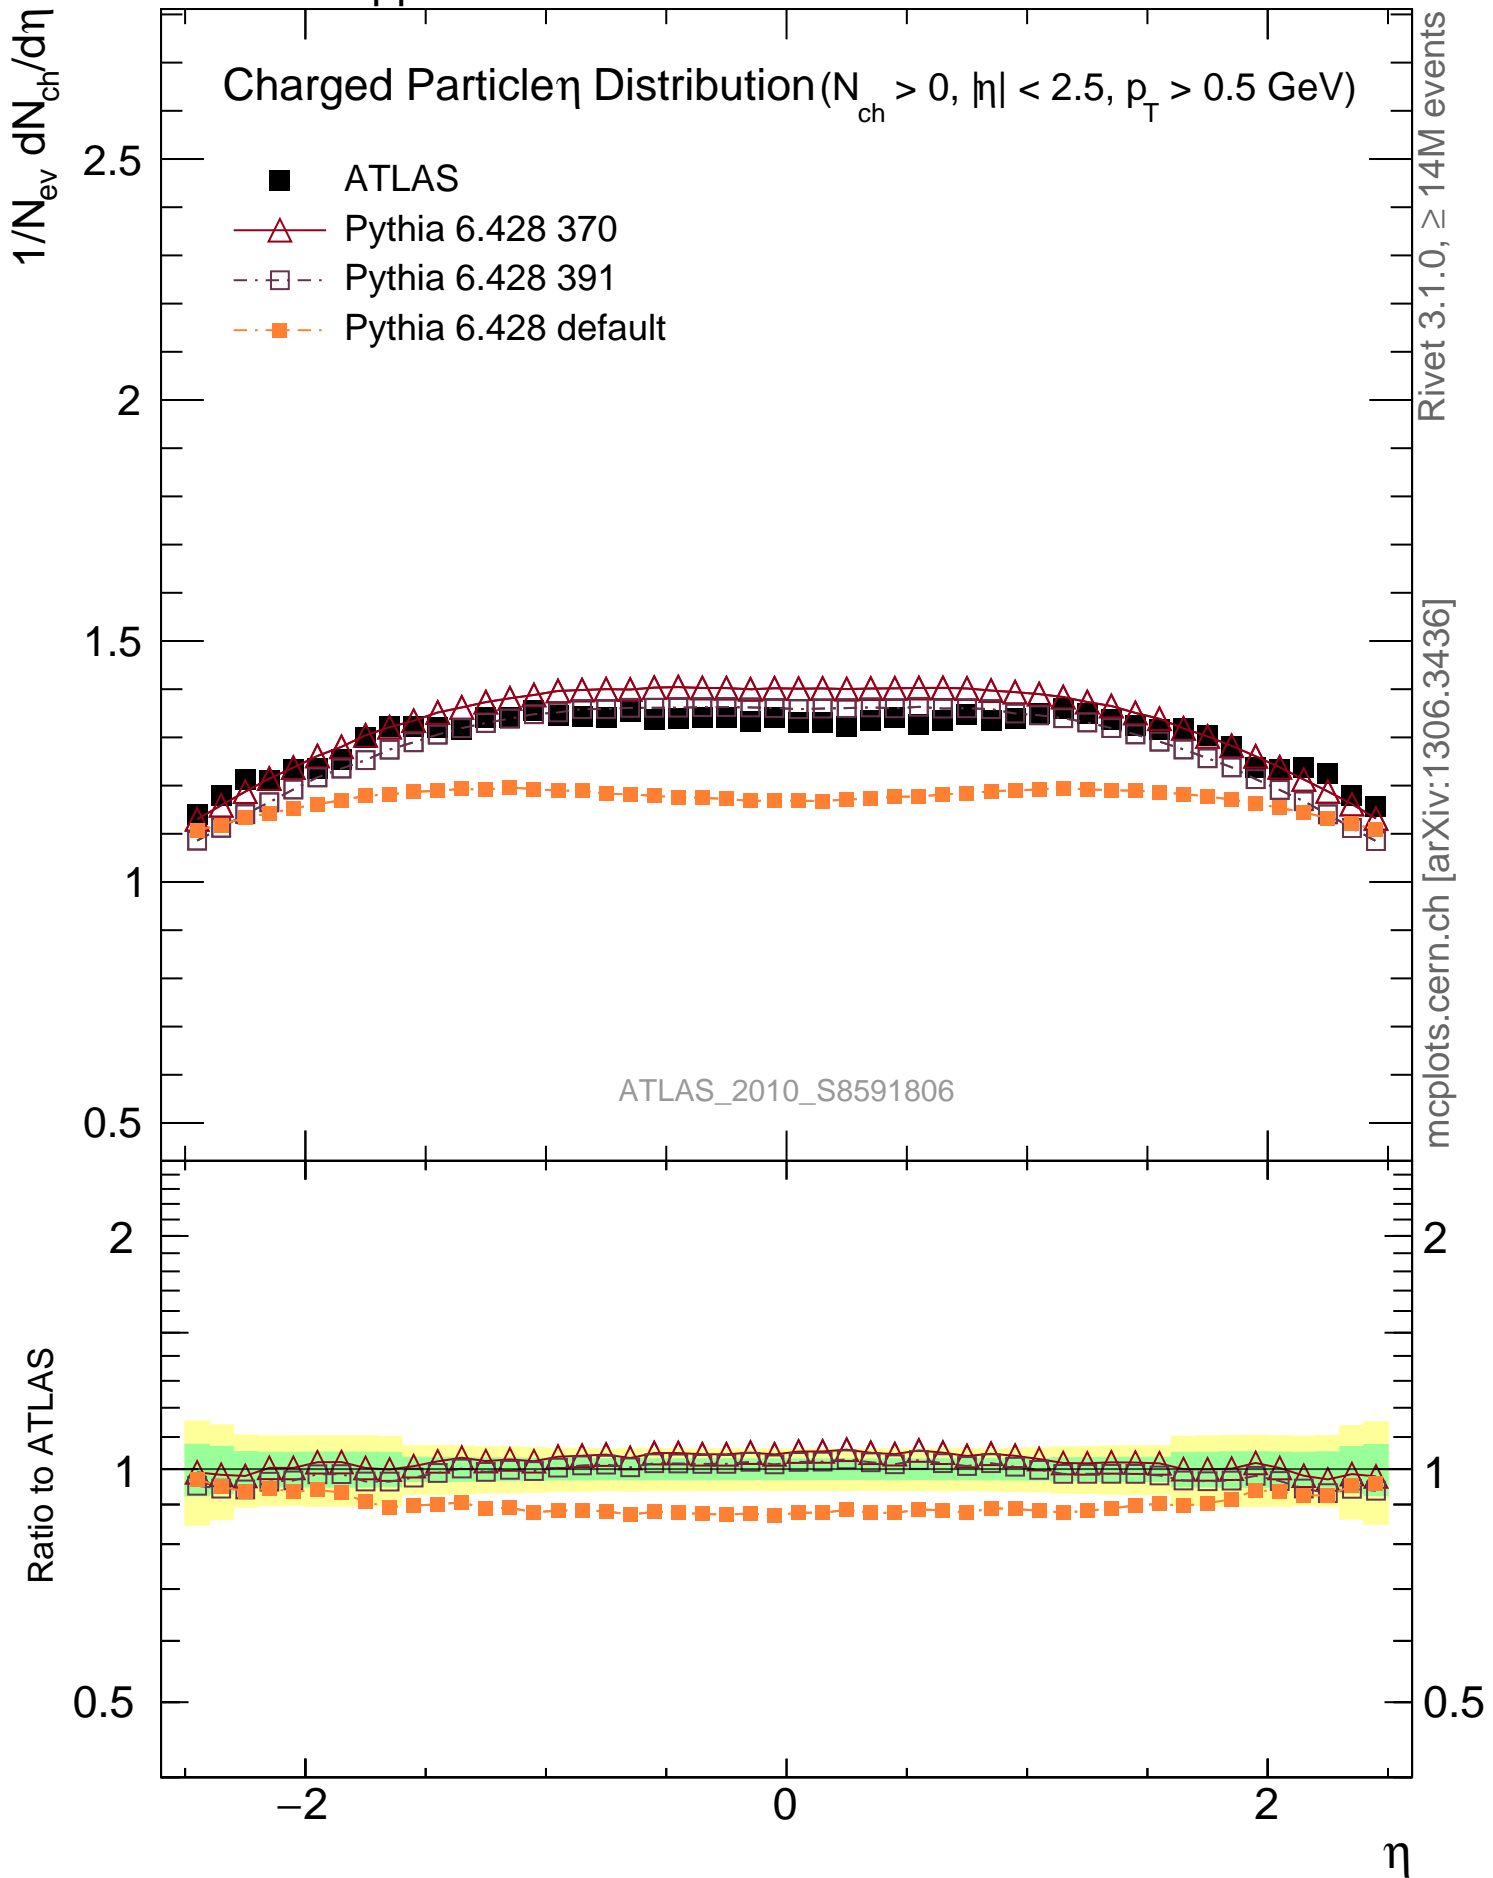 Charged Particleη Distribution (N_ch > 0, |η| < 2.5, p_T > 0.5 GeV)
1/N_ev dN_ch/dη
ATLAS
Pythia 6.428 370
Pythia 6.428 391
Pythia 6.428 default
2.5
2
1.5
1
0.5
ATLAS_2010_S8591806
Rivet 3.1.0, ≥ 14M events
mcplots.cern.ch [arXiv:1306.3436]
Ratio to ATLAS
2
1
0.5
2
1
0.5
−2
0
2
η